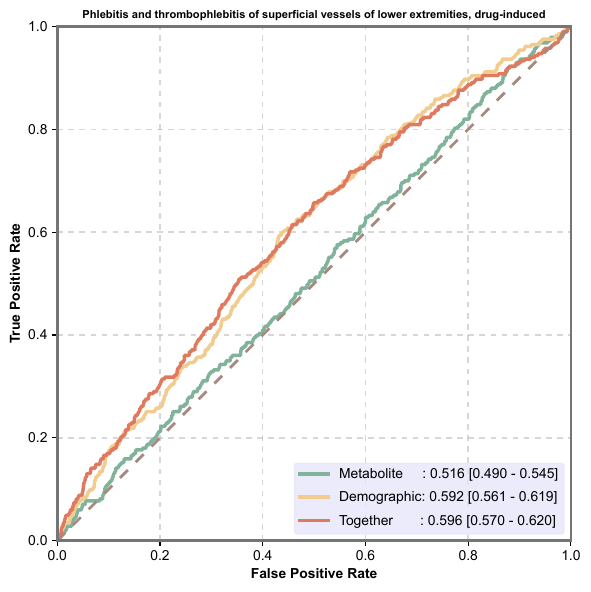 Phlebitis and thrombophlebitis of superficial vessels of lower extremities, drug-induced
True Positive Rate
1.0
0.8
0.6
0.4
0.2
0.0
Metabolite : 0.516 [0.490 - 0.545]
Demographic: 0.592 [0.561 - 0.619]
Together : 0.596 [0.570 - 0.620]
0.0 0.2 0.4 0.6 0.8 1.0
False Positive Rate